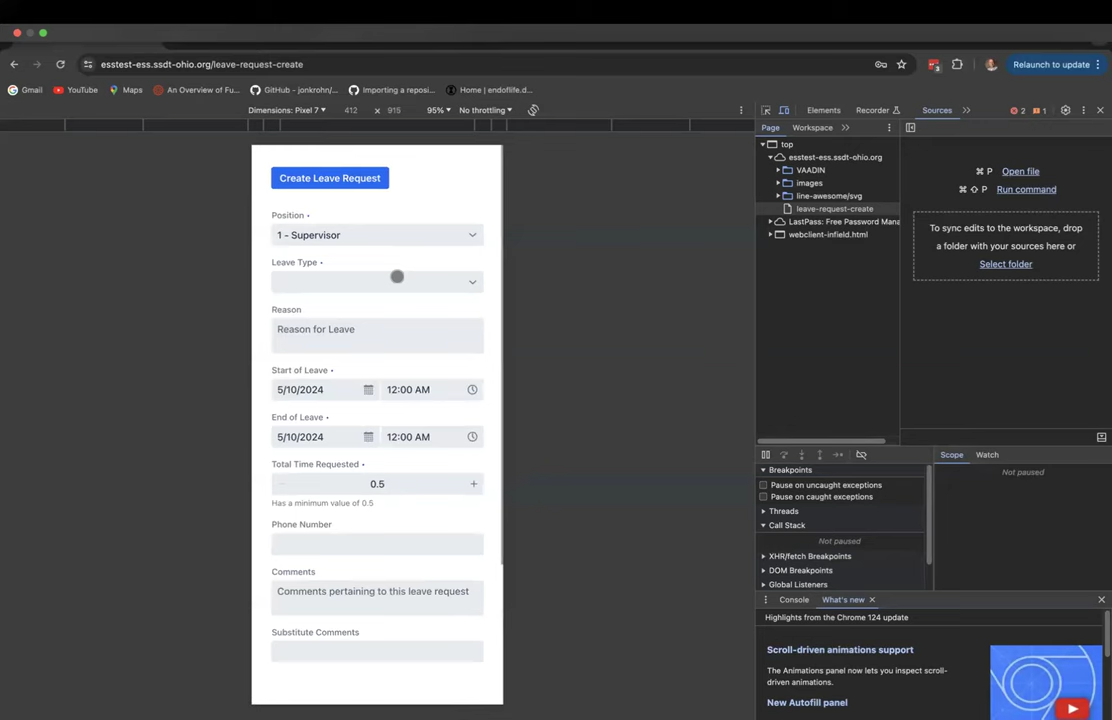 esstest-ess.ssdt-ohio.org/leave-request-create
3
Relaunch to update
Gmail
YouTube
Maps
An Overview of Fu...
GitHub - jonkrohn/...
Importing a reposi...
Home | endoflife.d...
Dimensions: Pixel 7
412 × 915
95%
No throttling
Elements
Recorder
Sources
2
1
Page
Workspace
top
esstest-ess.ssdt-ohio.org
VAADIN
images
line-awesome/svg
leave-request-create
LastPass: Free Password Mana
webclient-infield.html
⌘ P Open file
⌘ ⇧ P Run command
To sync edits to the workspace, drop
a folder with your sources here or
Select folder
Create Leave Request
Position •
1 - Supervisor
Leave Type •
Reason
Reason for Leave
Start of Leave •
5/10/2024
12:00 AM
End of Leave •
5/10/2024
12:00 AM
Total Time Requested •
0.5
Has a minimum value of 0.5
Phone Number
Comments
Comments pertaining to this leave request
Substitute Comments
Scope
Watch
Not paused
Breakpoints
Pause on uncaught exceptions
Pause on caught exceptions
Threads
Call Stack
Not paused
XHR/fetch Breakpoints
DOM Breakpoints
Global Listeners
Console
What's new
Highlights from the Chrome 124 update
Scroll-driven animations support
The Animations panel now lets you inspect scroll-
driven animations.
New Autofill panel